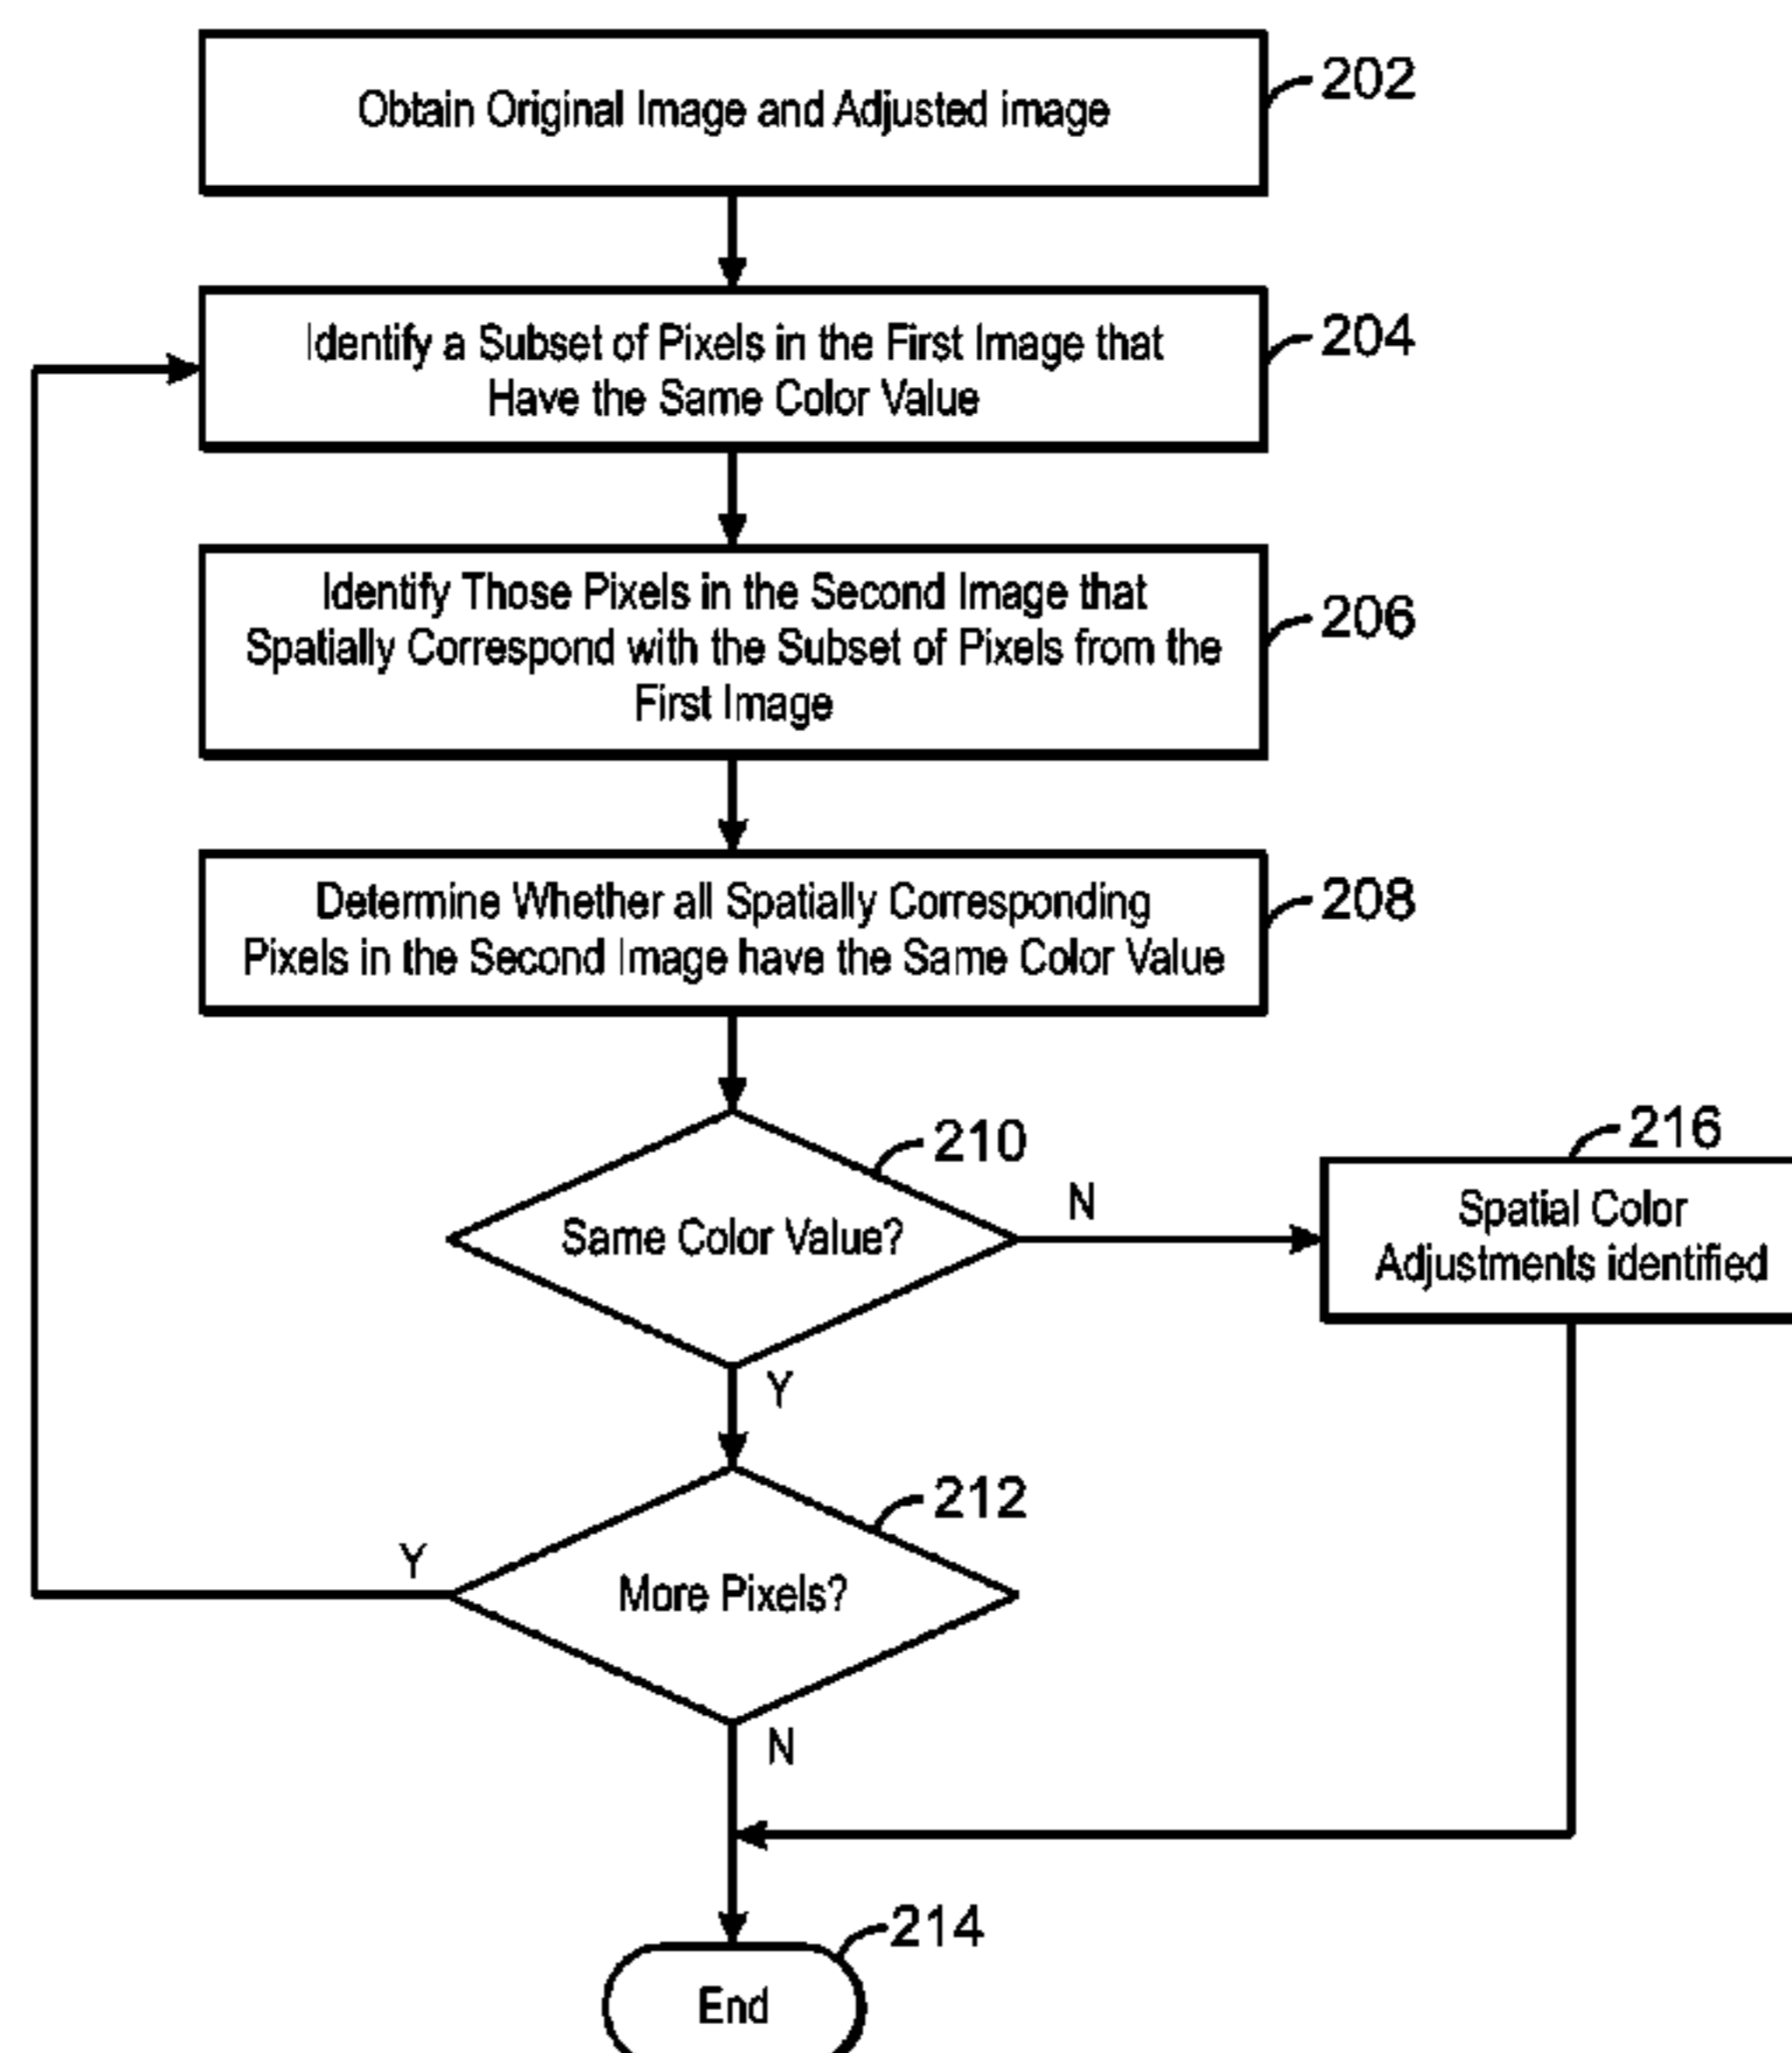 Obtain Original Image and Adjusted image
202
Identify a Subset of Pixels in the First Image that
Have the Same Color Value
204
Identify Those Pixels in the Second Image that
Spatially Correspond with the Subset of Pixels from the
First Image
206
Determine Whether all Spatially Corresponding
Pixels in the Second Image have the Same Color Value
208
Same Color Value?
210
N
216
Spatial Color
Adjustments identified
Y
More Pixels?
212
Y
N
214
End